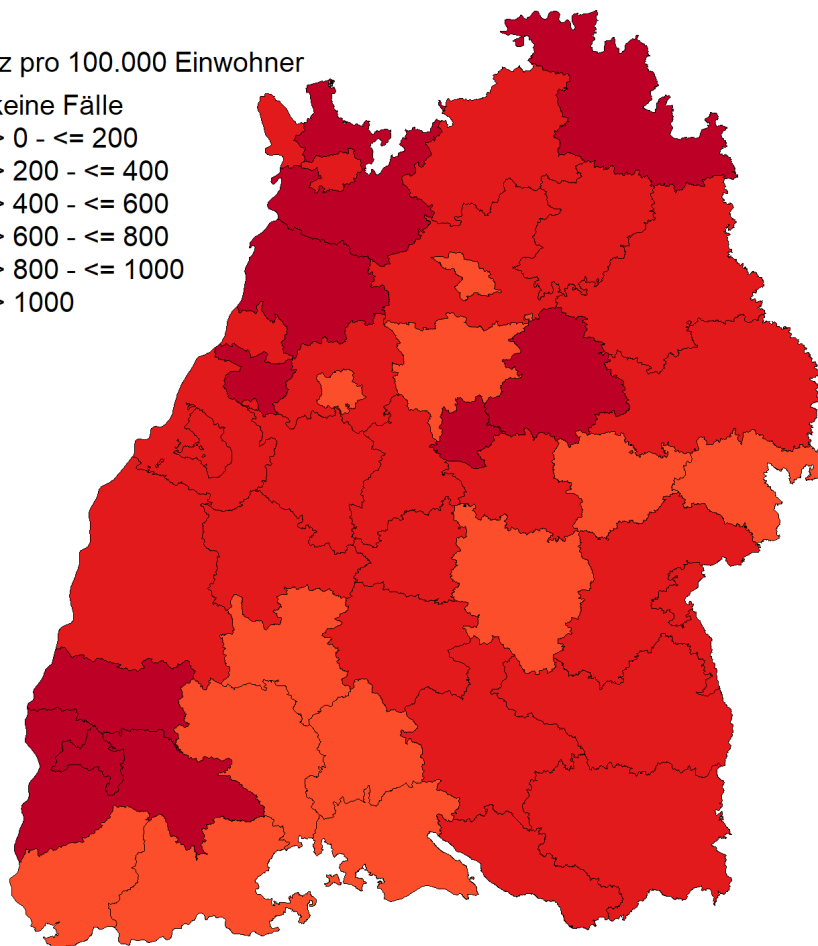 z pro 100.000 Einwohner
keine Fälle
> 0 - <= 200
> 200 - <= 400
> 400 - <= 600
> 600 - <= 800
> 800 - <= 1000
> 1000